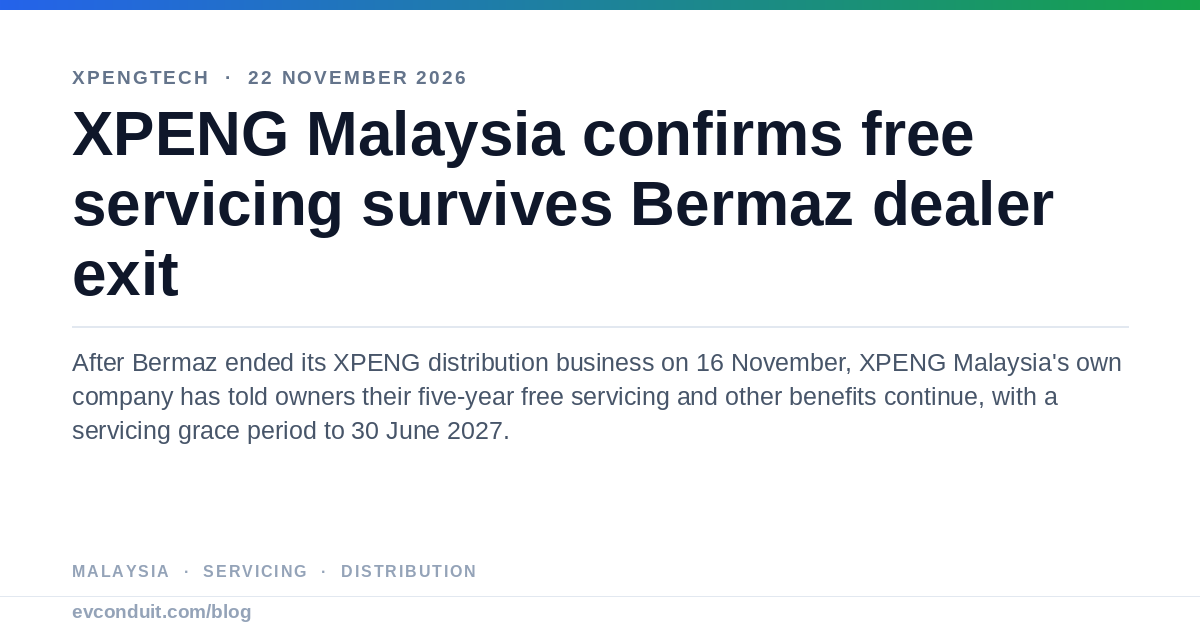 XPENGTECH · 22 NOVEMBER 2026
XPENG Malaysia confirms free
servicing survives Bermaz dealer
exit
After Bermaz ended its XPENG distribution business on 16 November, XPENG Malaysia's own
company has told owners their five-year free servicing and other benefits continue, with a
servicing grace period to 30 June 2027.
MALAYSIA · SERVICING · DISTRIBUTION
evconduit.com/blog